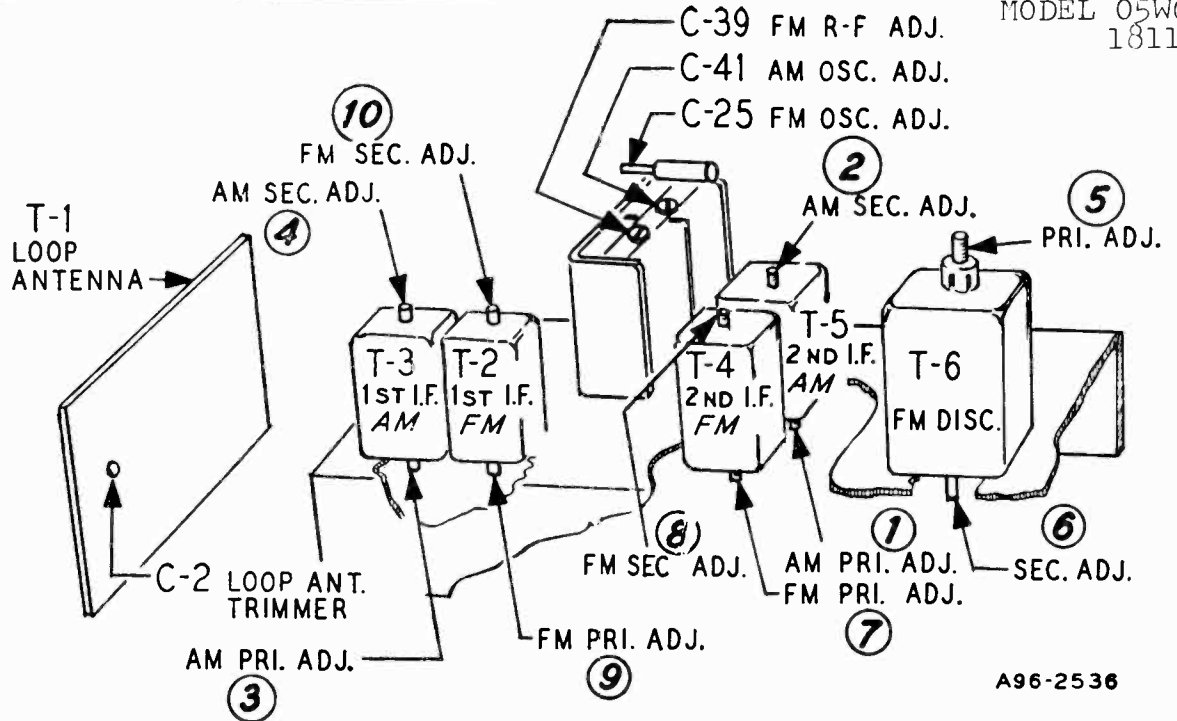 MODEL 05W
1811
C-39 FM R-F ADJ.
C-41 AM OSC. ADJ.
C-25 FM OSC. ADJ.
10
FM SEC. ADJ.
2
AM SEC. ADJ.
AM SEC. ADJ.
4
5
PRI. ADJ.
T-1
LOOP
ANTENNA
T-3
1ST I.F.
AM
T-2
1ST I.F.
FM
T-4
2ND I.F.
FM
T-5
2ND I.F.
AM
T-6
FM DISC.
8
FM SEC ADJ.
1
AM PRI. ADJ.
FM PRI. ADJ.
7
6
SEC. ADJ.
C-2 LOOP ANT.
TRIMMER
AM PRI. ADJ.
3
FM PRI. ADJ.
9
A96-2536